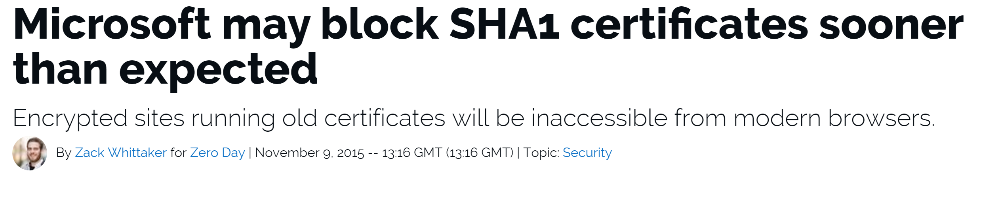 Microsoft may block SHA1 certificates sooner
than expected
Encrypted sites running old certificates will be inaccessible from modern browsers.
By Zack Whittaker for Zero Day | November 9, 2015 -- 13:16 GMT (13:16 GMT) | Topic: Security